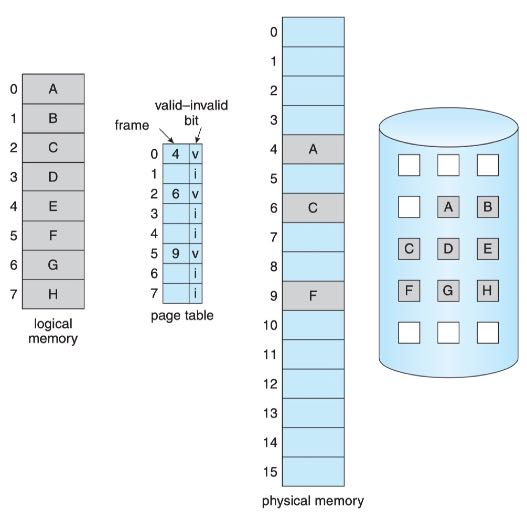 0 A
1 B
2 C
3 D
4 E
5 F
6 G
7 H
logical
memory
valid–invalid
bit
frame
0 4 v
1 i
2 6 v
3 i
4 i
5 9 v
6 i
7 i
page table
0
1
2
3
4 A
5
6 C
7
8
9 F
10
11
12
13
14
15
physical memory
A B
C D E
F G H